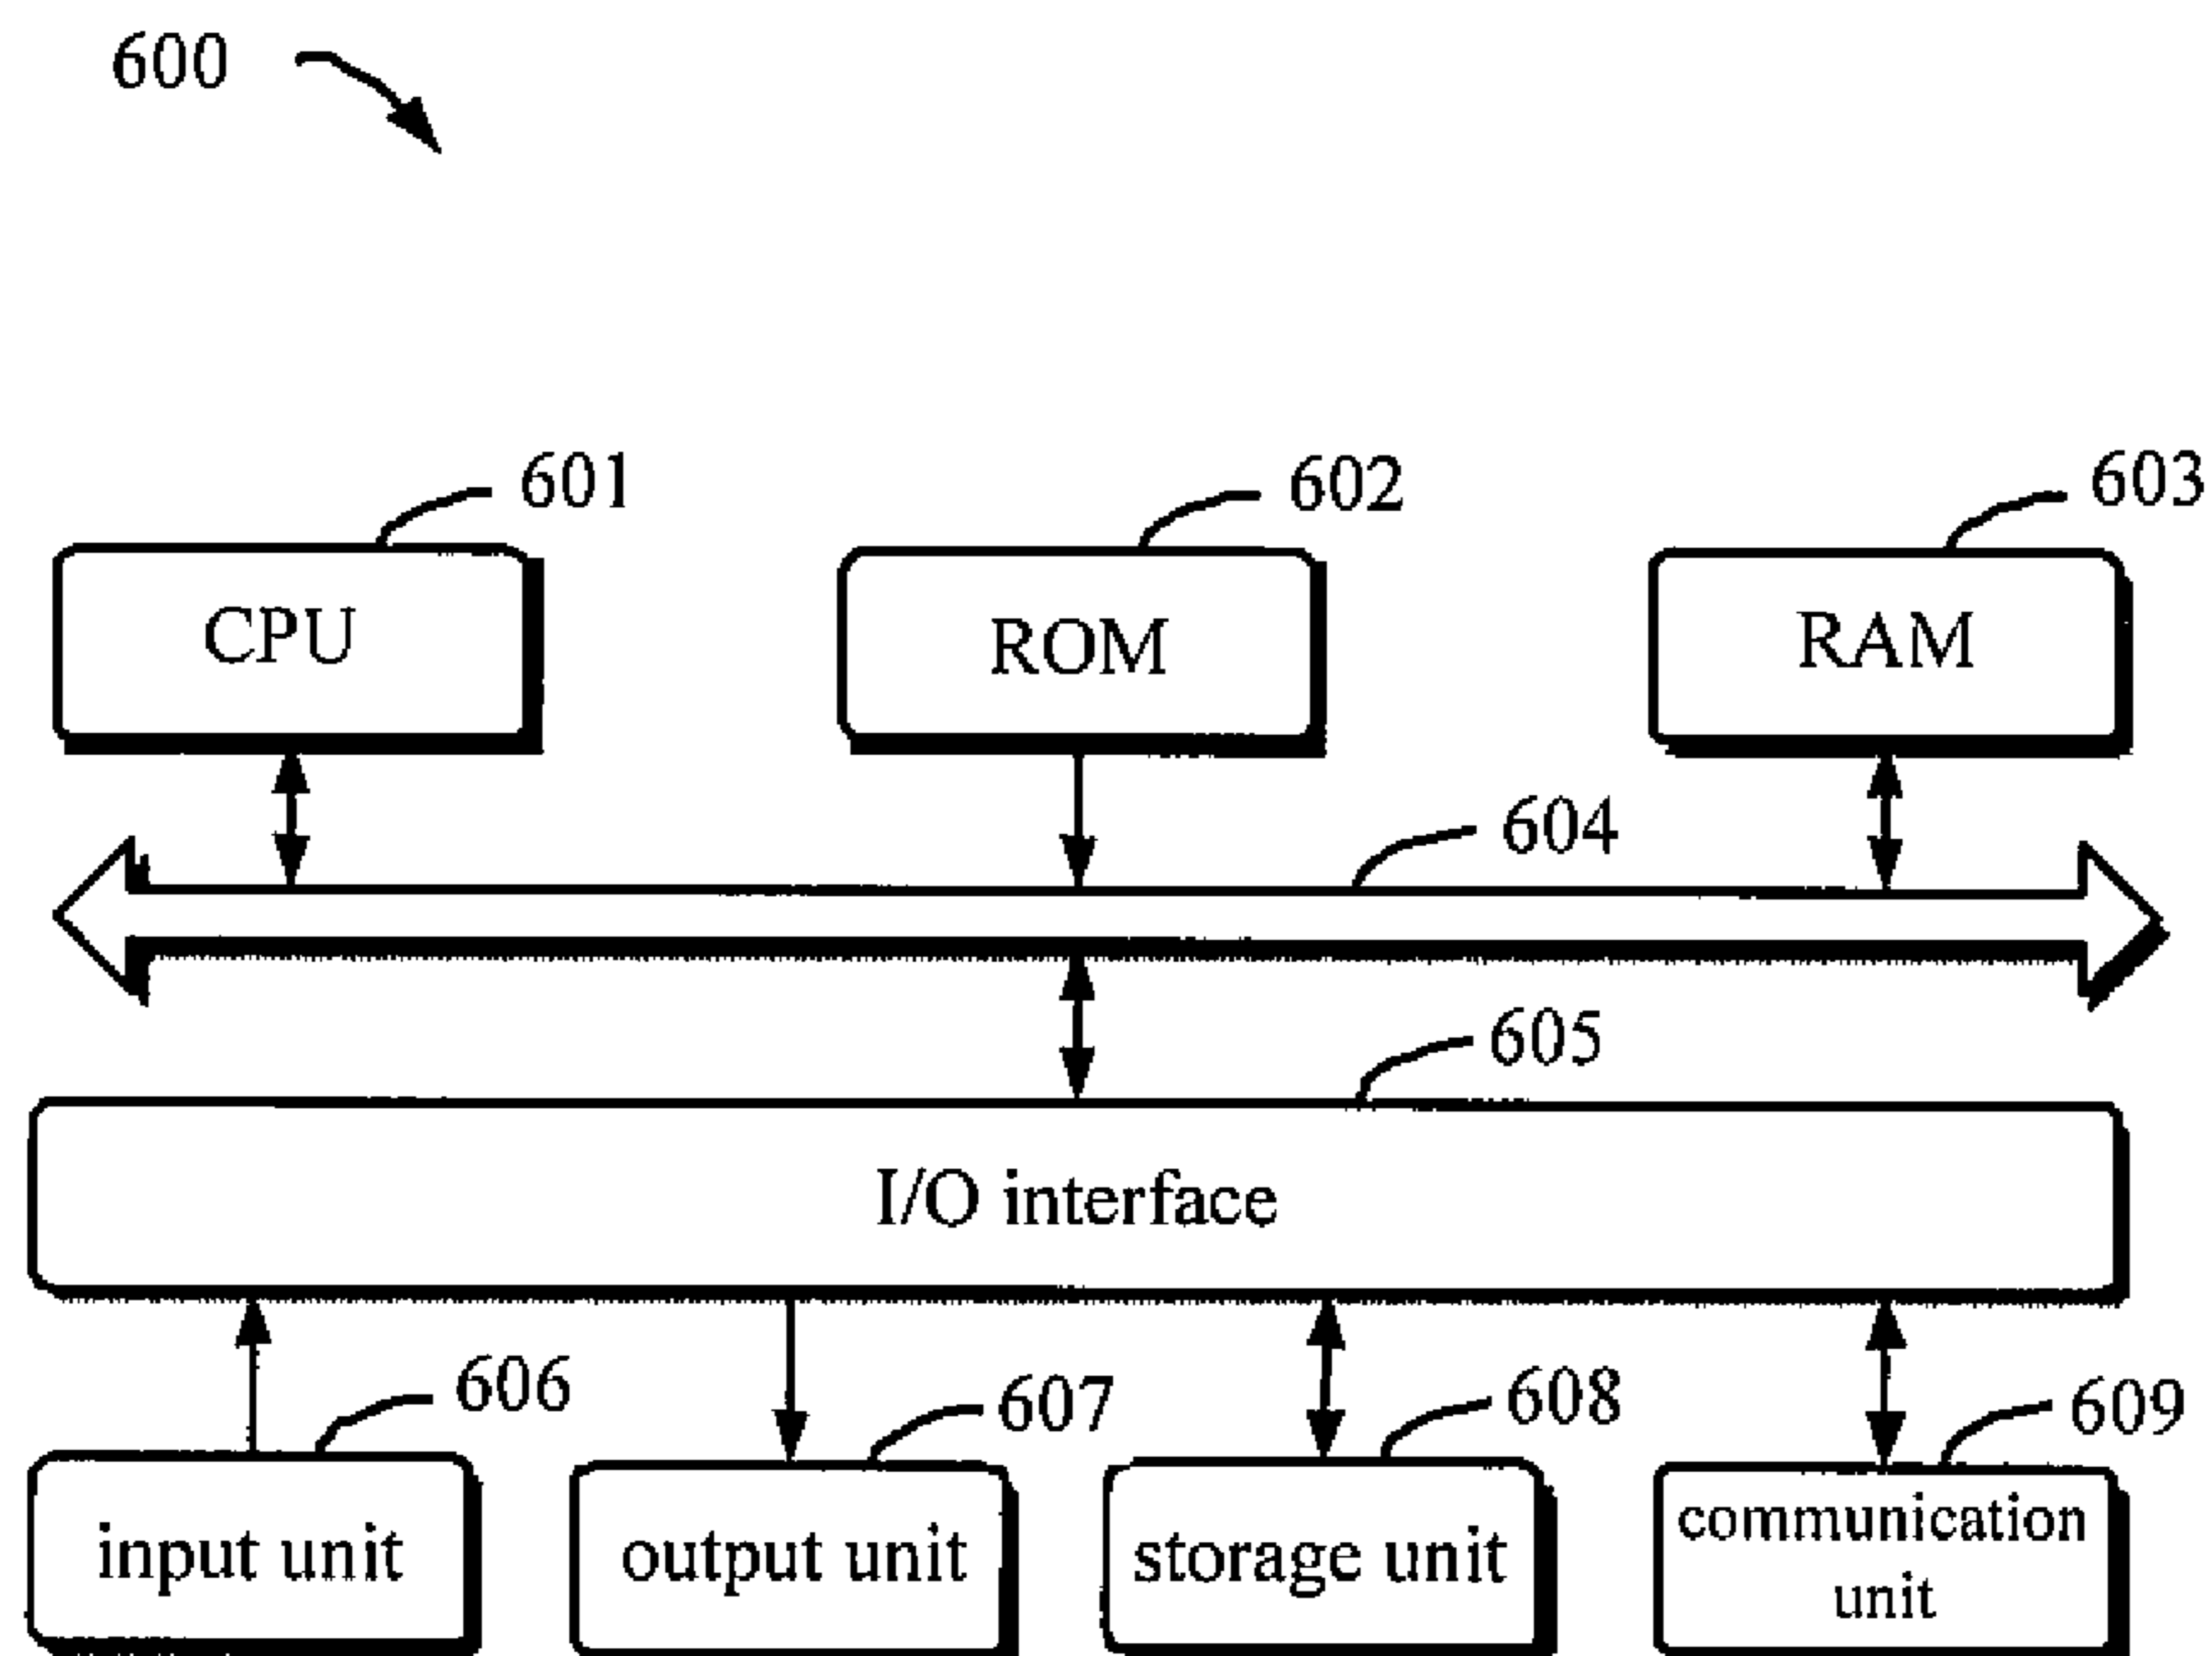 600
601
602
603
CPU
ROM
RAM
604
605
I/O interface
606
607
608
609
input unit
output unit
storage unit
communication
unit